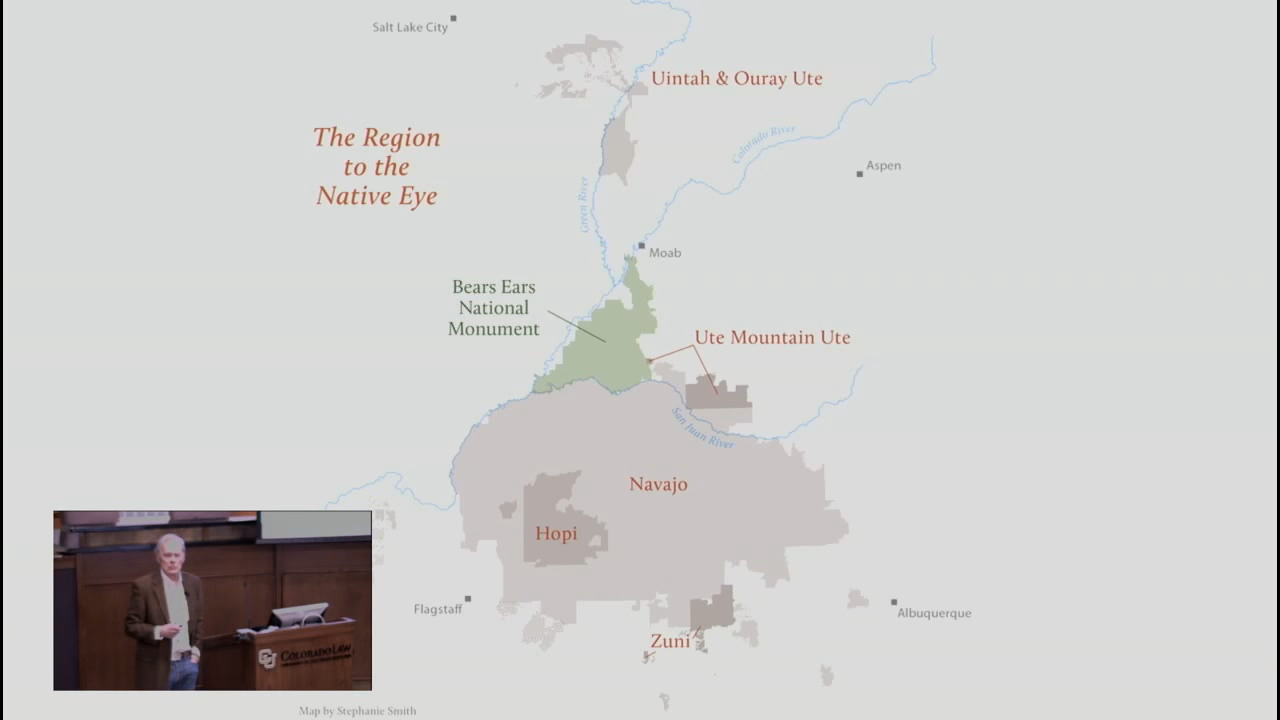 Salt Lake City
Uintah & Ouray Ute
The Region
to the
Native Eye
Colorado River
Aspen
Green River
Moab
Bears Ears
National
Monument
Ute Mountain Ute
San Juan River
Navajo
Hopi
Flagstaff
Albuquerque
Zuni
CU COLORADO LAW
Map by Stephanie Smith